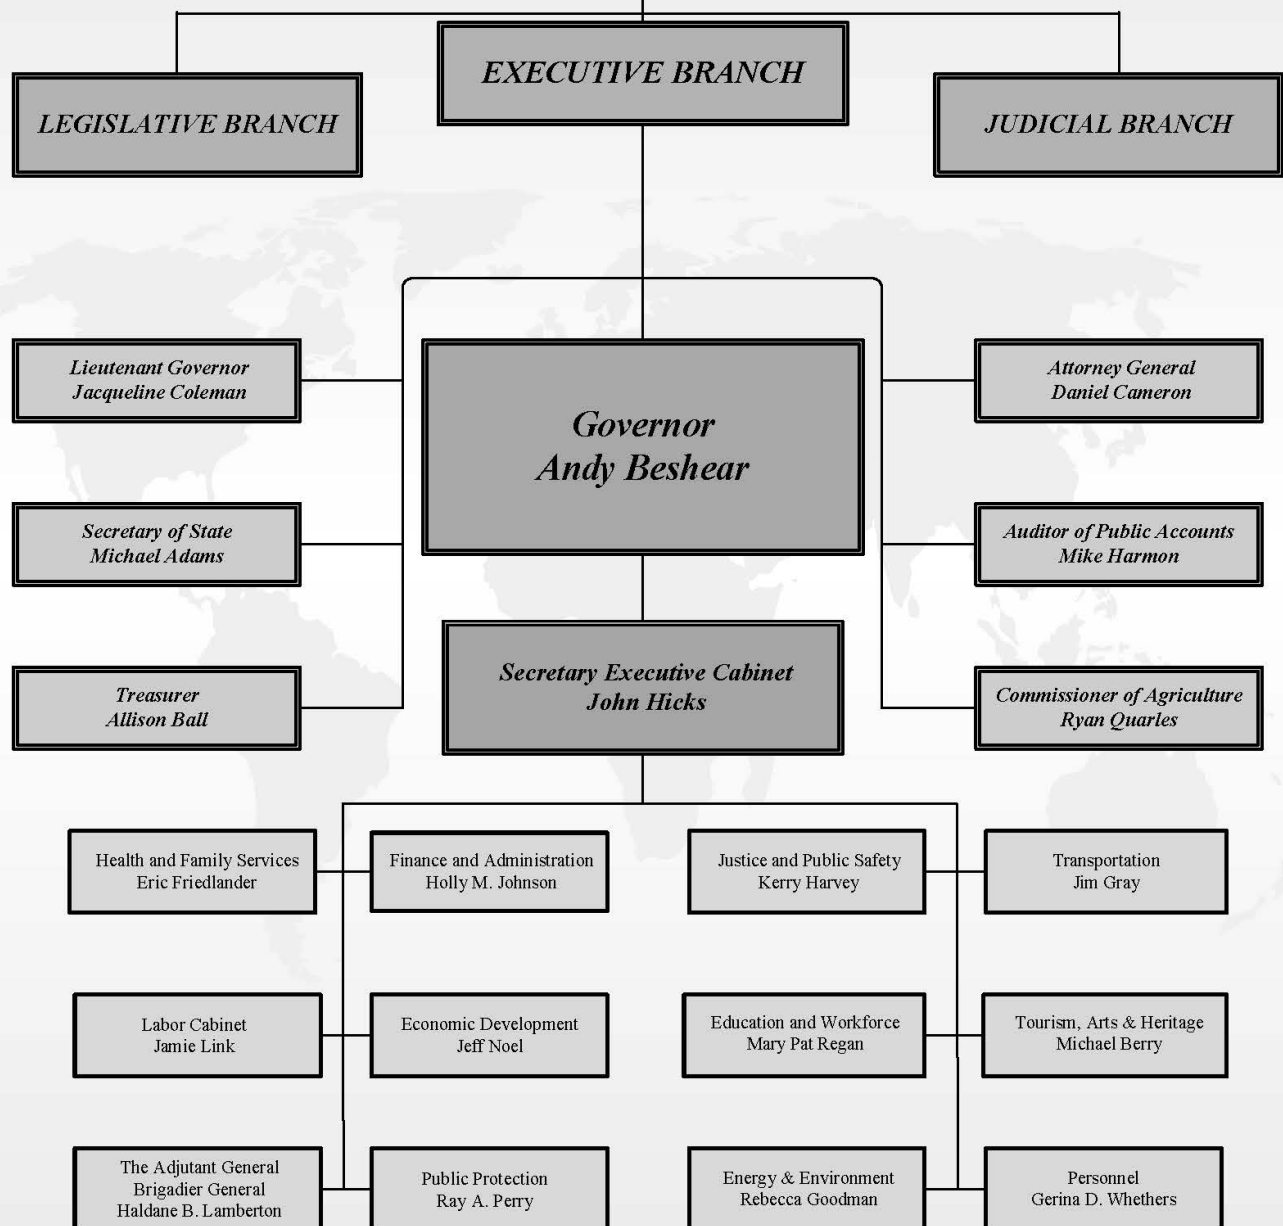 EXECUTIVE BRANCH
LEGISLATIVE BRANCH
JUDICIAL BRANCH
Lieutenant Governor
Jacqueline Coleman
Governor
Andy Beshear
Attorney General
Daniel Cameron
Secretary of State
Michael Adams
Auditor of Public Accounts
Mike Harmon
Secretary Executive Cabinet
John Hicks
Treasurer
Allison Ball
Commissioner of Agriculture
Ryan Quarles
Health and Family Services
Eric Friedlander
Finance and Administration
Holly M. Johnson
Justice and Public Safety
Kerry Harvey
Transportation
Jim Gray
Labor Cabinet
Jamie Link
Economic Development
Jeff Noel
Education and Workforce
Mary Pat Regan
Tourism, Arts & Heritage
Michael Berry
The Adjutant General
Brigadier General
Haldane B. Lamberton
Public Protection
Ray A. Perry
Energy & Environment
Rebecca Goodman
Personnel
Gerina D. Whethers